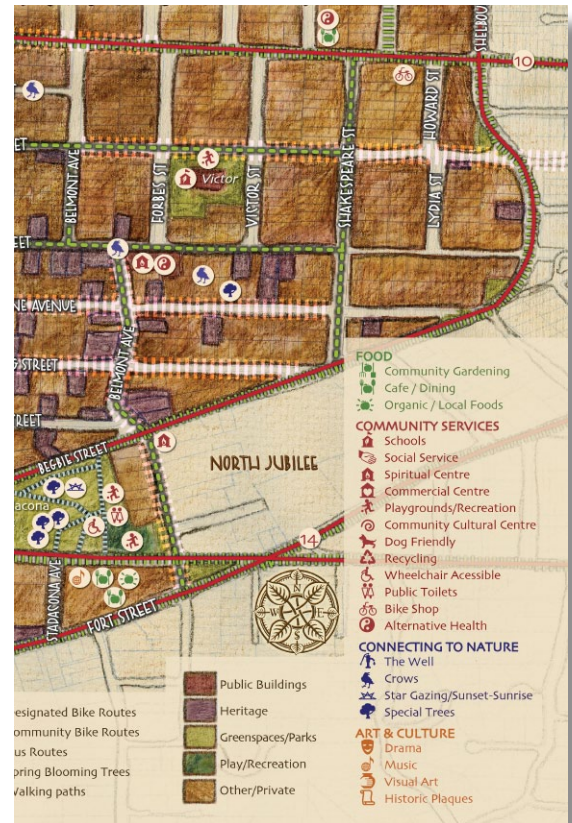 SHELBOU
10
HOWARD ST
ET
BELMONT AVE
FORBES ST
Victor
VICTOR ST
SHAKESPEARE ST
LYDIA ST
REET
NE AVENUE
BELMONT AVE
G STREET
TREET
BEGBIE STREET
NORTH JUBILEE
acona
14
STADACONA AVE
FORT STREET
N
W
E
S
FOOD
Community Gardening
Cafe / Dining
Organic / Local Foods
COMMUNITY SERVICES
Schools
Social Service
Spiritual Centre
Commercial Centre
Playgrounds/Recreation
Community Cultural Centre
Dog Friendly
Recycling
Wheelchair Acessible
Public Toilets
Bike Shop
Alternative Health
CONNECTING TO NATURE
The Well
Crows
Star Gazing/Sunset-Sunrise
Special Trees
ART & CULTURE
Drama
Music
Visual Art
Historic Plaques
Public Buildings
Heritage
Greenspaces/Parks
Play/Recreation
Other/Private
esignated Bike Routes
ommunity Bike Routes
us Routes
pring Blooming Trees
Walking paths